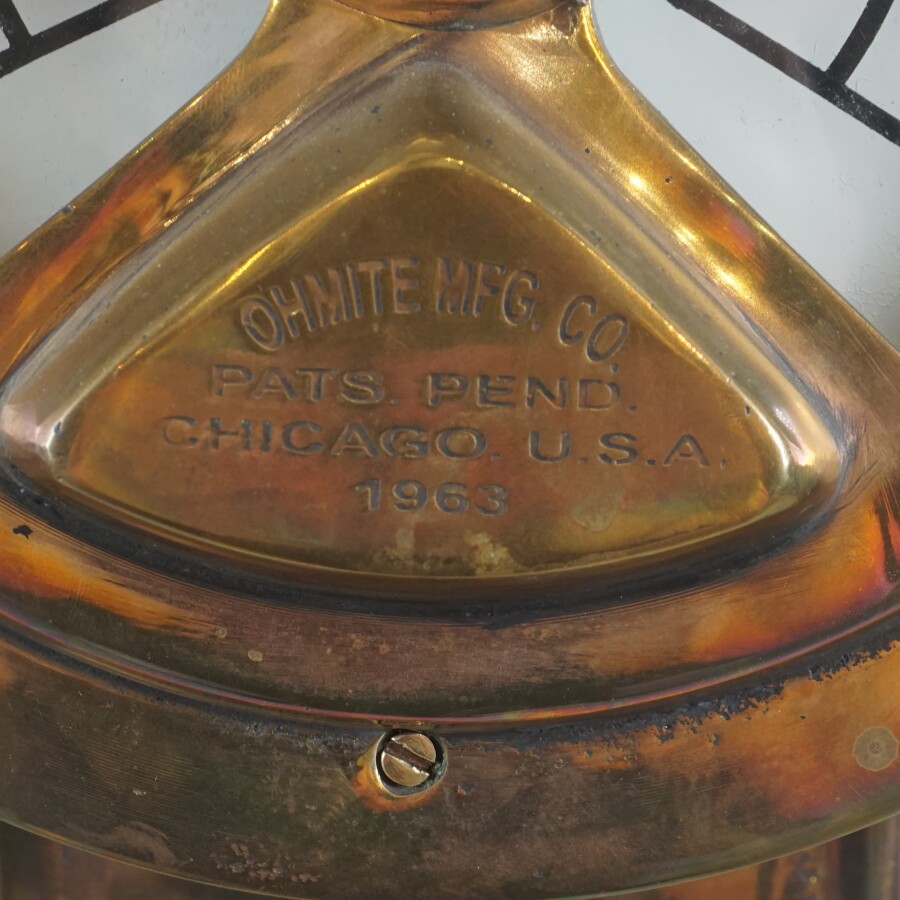 OHMITE MFG. CO.
PATS. PEND.
CHICAGO. U.S.A.
1963